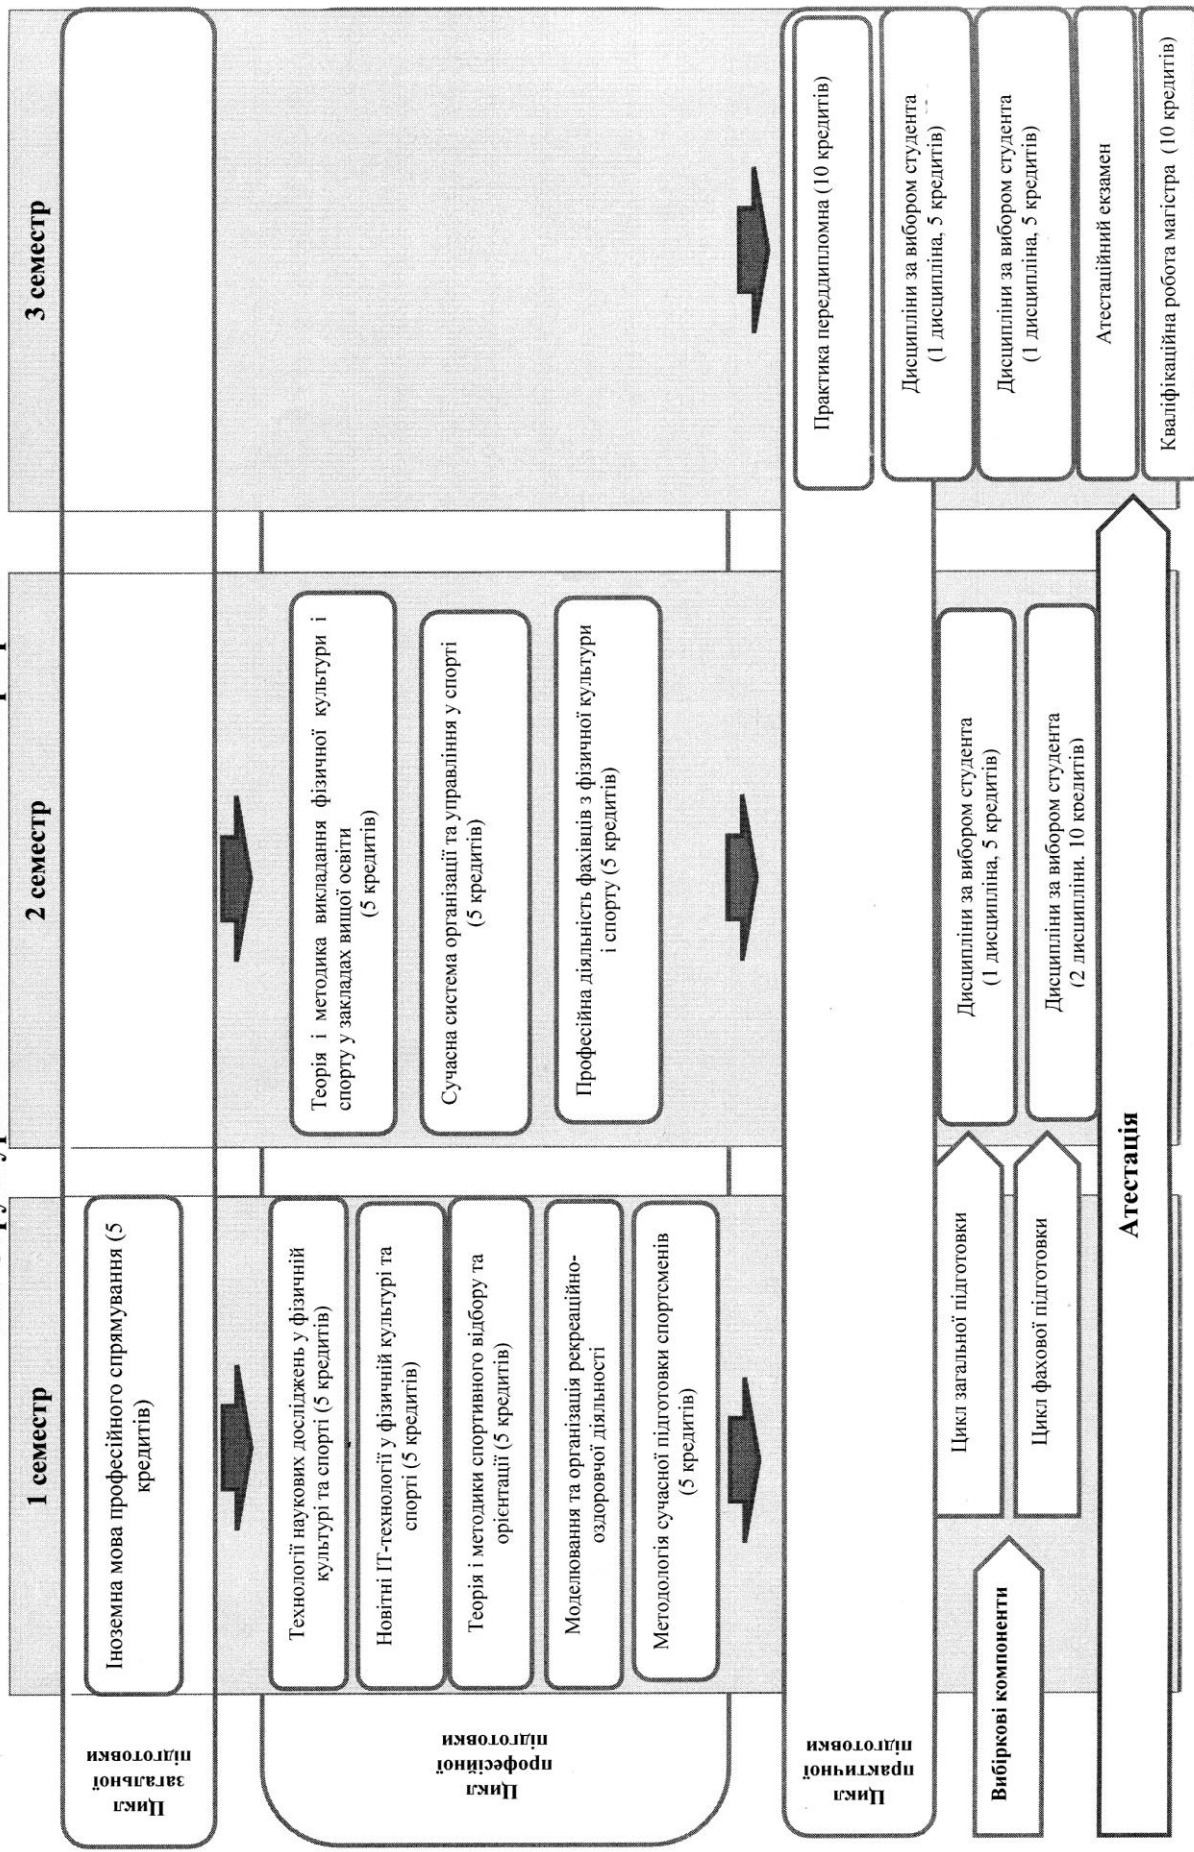 1 семестр
2 семестр
3 семестр
Цикл
загальної
підготовки
Іноземна мова професійного спрямування (5
кредитів)
Цикл
професійної
підготовки
Технології наукових досліджень у фізичній
культурі та спорті (5 кредитів)
Новітні ІТ-технології у фізичній культурі та
спорті (5 кредитів)
Теорія і методики спортивного відбору та
орієнтації (5 кредитів)
Моделювання та організація рекреаційно-
оздоровчої діяльності
Методологія сучасної підготовки спортсменів
(5 кредитів)
Теорія і методика викладання фізичної культури і
спорту у закладах вищої освіти
(5 кредитів)
Сучасна система організації та управління у спорті
(5 кредитів)
Професійна діяльність фахівців з фізичної культури
і спорту (5 кредитів)
Цикл
практичної
підготовки
Практика переддипломна (10 кредитів)
Дисципліни за вибором студента
(1 дисципліна, 5 кредитів)
Дисципліни за вибором студента
(1 дисципліна, 5 кредитів)
Атестаційний екзамен
Кваліфікаційна робота магістра (10 кредитів)
Вибіркові компоненти
Цикл загальної підготовки
Цикл фахової підготовки
Дисципліни за вибором студента
(1 дисципліна, 5 кредитів)
Дисципліни за вибором студента
(2 дисципліни. 10 кредитів)
Атестація